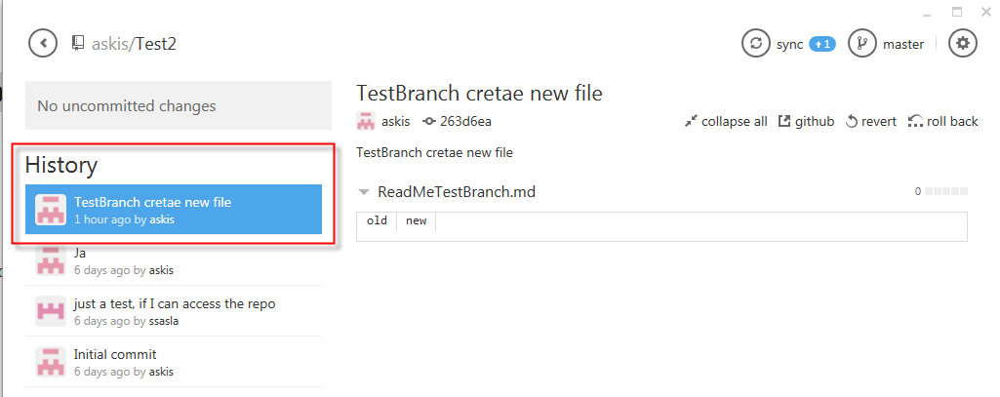 askis/Test2
sync 1 master
No uncommitted changes
History
TestBranch cretae new file
1 hour ago by askis
Ja
6 days ago by askis
just a test, if I can access the repo
6 days ago by ssasla
Initial commit
6 days ago by askis
TestBranch cretae new file
askis 263d6ea collapse all github revert roll back
TestBranch cretae new file
ReadMeTestBranch.md 0
old new